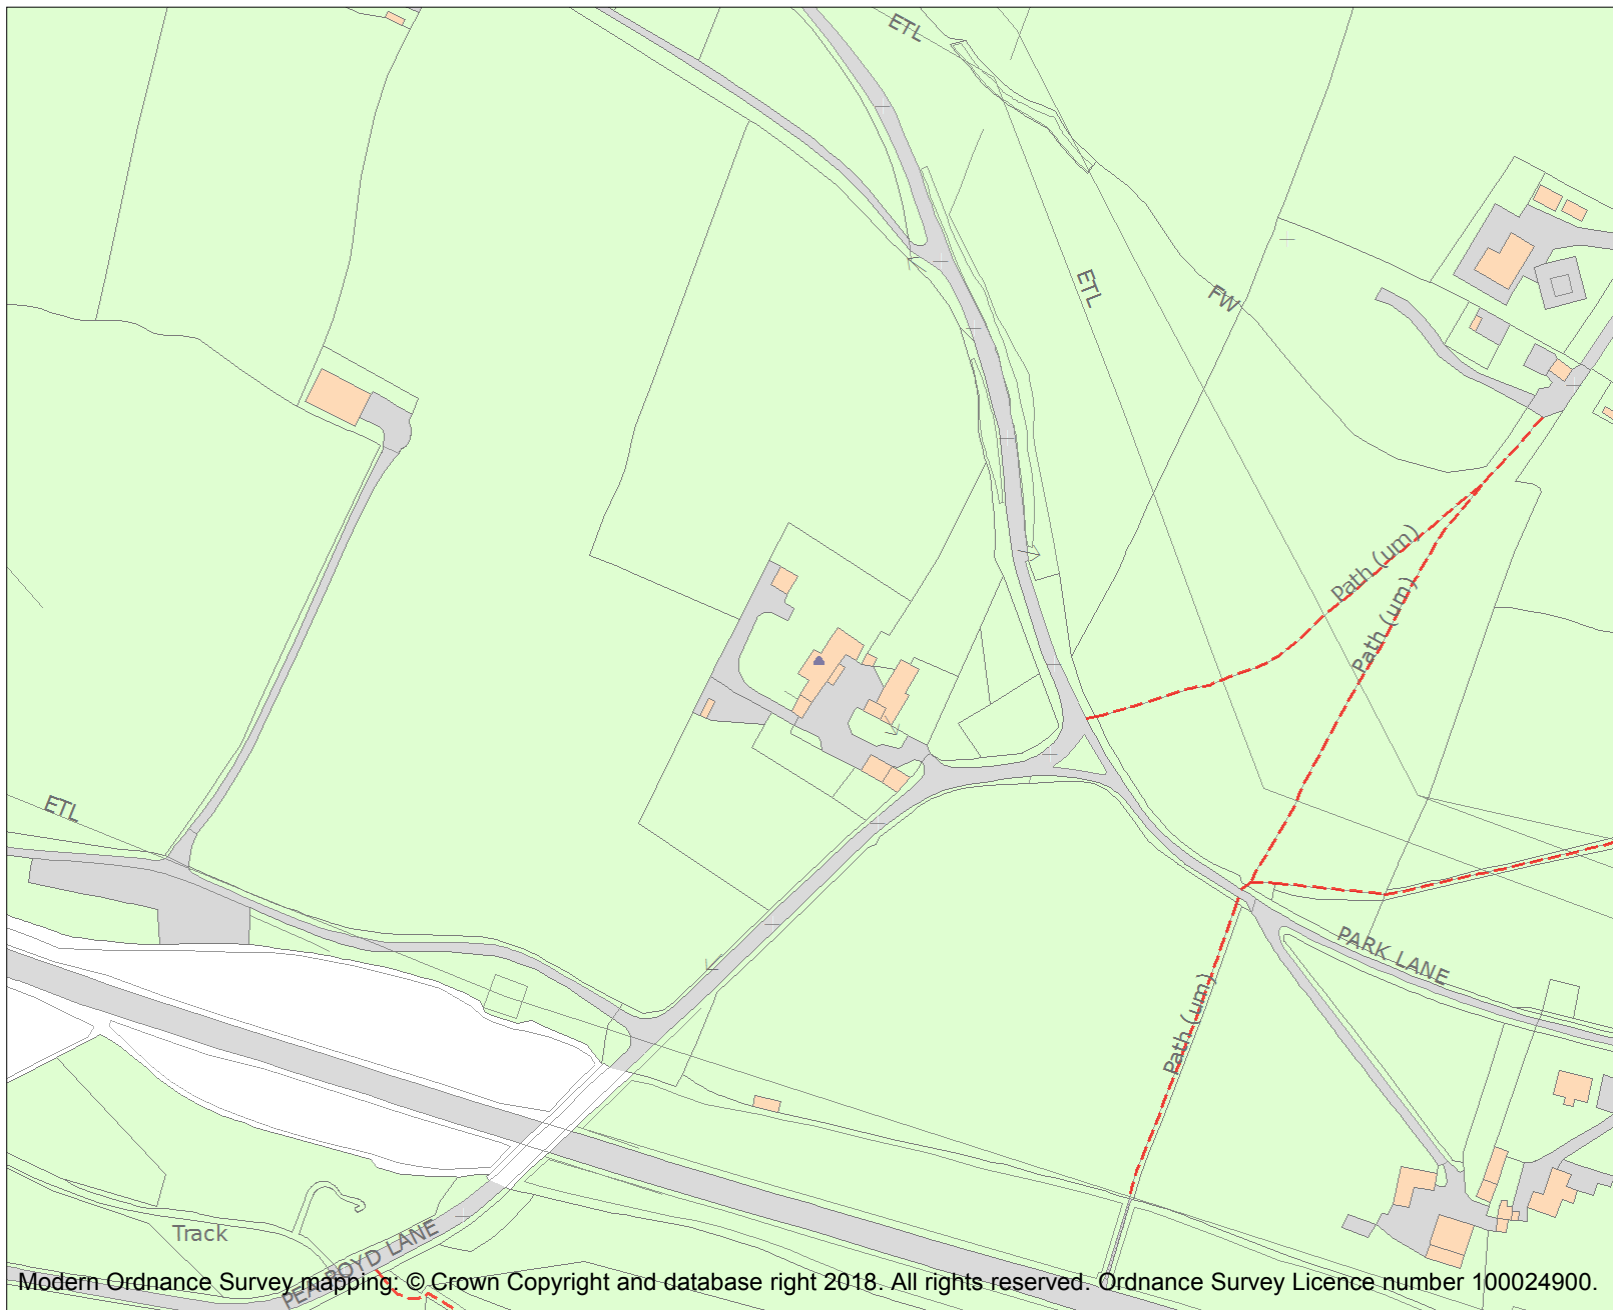 ETL
ETL
FW
Path (um)
Path (um)
ETL
PARK LANE
Path (um)
Track
LANE
Modern Ordnance Survey mapping: © Crown Copyright and database right 2018. All rights reserved. Ordnance Survey Licence number 100024900.